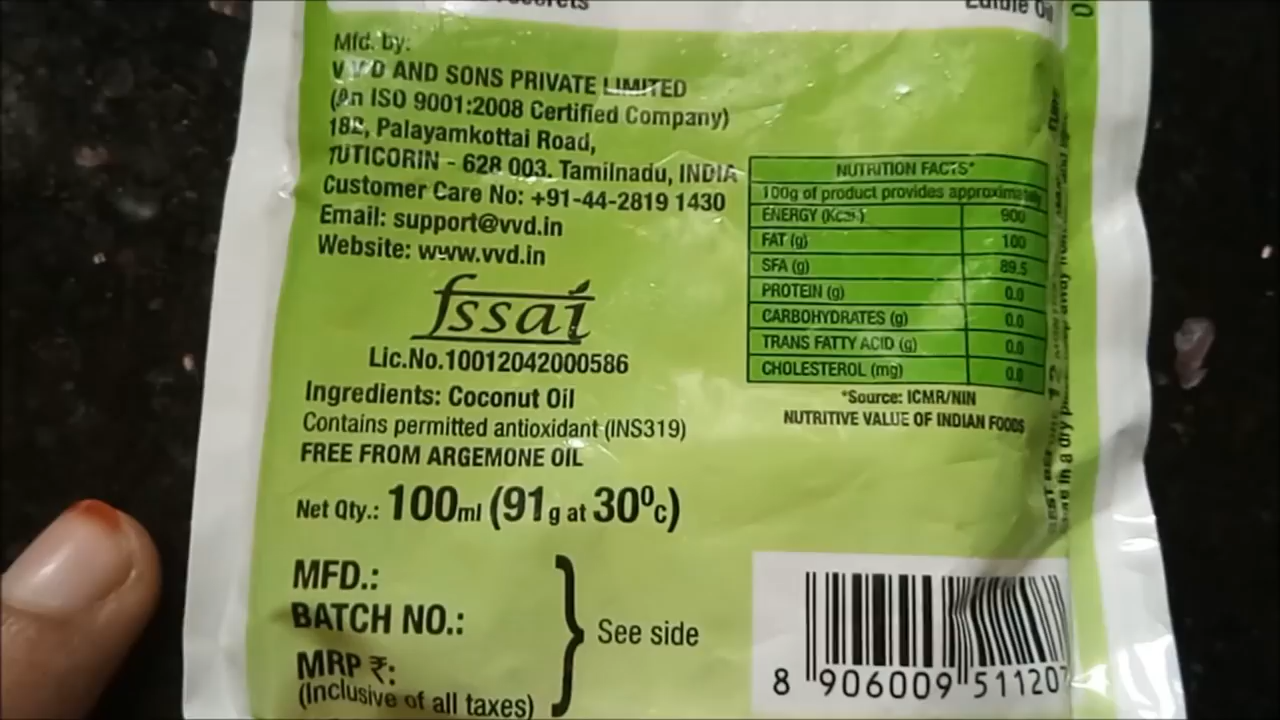 Edible Oil
Mfd. by:
V V D AND SONS PRIVATE LIMITED
(An ISO 9001:2008 Certified Company)
182, Palayamkottai Road,
TUTICORIN - 628 003. Tamilnadu, INDIA
Customer Care No: +91-44-2819 1430
Email: support@vvd.in
Website: www.vvd.in
fssai
Lic.No.10012042000586
Ingredients: Coconut Oil
Contains permitted antioxidant (INS319)
FREE FROM ARGEMONE OIL
Net Qty.: 100ml (91g at 30⁰c)
MFD.:
BATCH NO.:
MRP ₹:
(Inclusive of all taxes)
See side
NUTRITION FACTS*
100g of product provides
ENERGY (Kcal) 900
FAT (g) 100
SFA (g) 89.5
PROTEIN (g) 0.0
CARBOHYDRATES (g) 0.0
TRANS FATTY ACID (g) 0.0
CHOLESTEROL (mg) 0.0
*Source: ICMR/NIN
NUTRITIVE VALUE OF INDIAN FOODS
in a dry
8 906009 511207